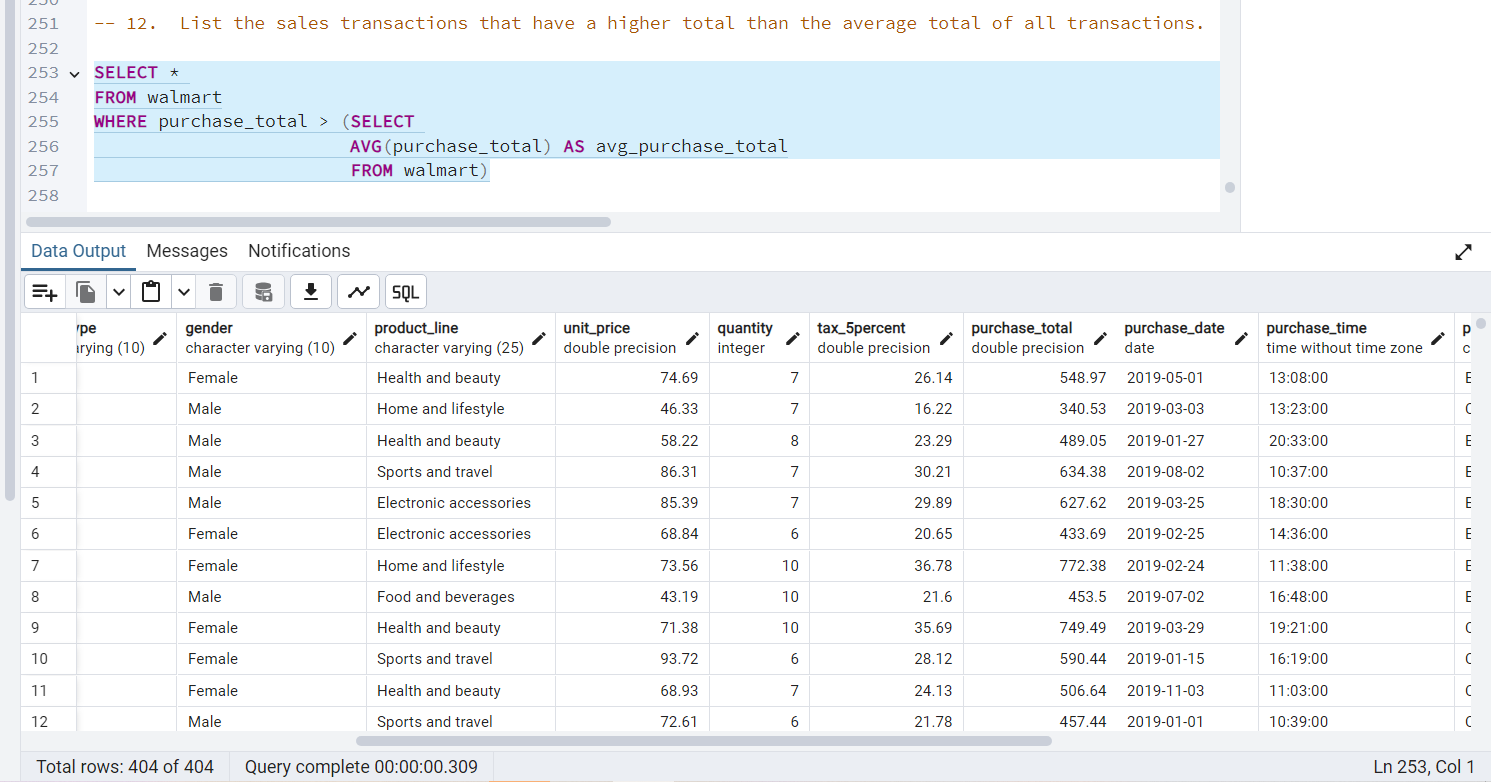 250
251 -- 12.  List the sales transactions that have a higher total than the average total of all transactions.
252
253 SELECT *
254 FROM walmart
255 WHERE purchase_total > (SELECT
256 AVG(purchase_total) AS avg_purchase_total
257 FROM walmart)
258
Data Output Messages Notifications
SQL
ype gender product_line unit_price quantity tax_5percent purchase_total purchase_date purchase_time p
rying (10) character varying (10) character varying (25) double precision integer double precision double precision date time without time zone c
1 Female Health and beauty 74.69 7 26.14 548.97 2019-05-01 13:08:00
2 Male Home and lifestyle 46.33 7 16.22 340.53 2019-03-03 13:23:00
3 Male Health and beauty 58.22 8 23.29 489.05 2019-01-27 20:33:00
4 Male Sports and travel 86.31 7 30.21 634.38 2019-08-02 10:37:00
5 Male Electronic accessories 85.39 7 29.89 627.62 2019-03-25 18:30:00
6 Female Electronic accessories 68.84 6 20.65 433.69 2019-02-25 14:36:00
7 Female Home and lifestyle 73.56 10 36.78 772.38 2019-02-24 11:38:00
8 Male Food and beverages 43.19 10 21.6 453.5 2019-07-02 16:48:00
9 Female Health and beauty 71.38 10 35.69 749.49 2019-03-29 19:21:00
10 Female Sports and travel 93.72 6 28.12 590.44 2019-01-15 16:19:00
11 Female Health and beauty 68.93 7 24.13 506.64 2019-11-03 11:03:00
12 Male Sports and travel 72.61 6 21.78 457.44 2019-01-01 10:39:00
Total rows: 404 of 404 Query complete 00:00:00.309 Ln 253, Col 1